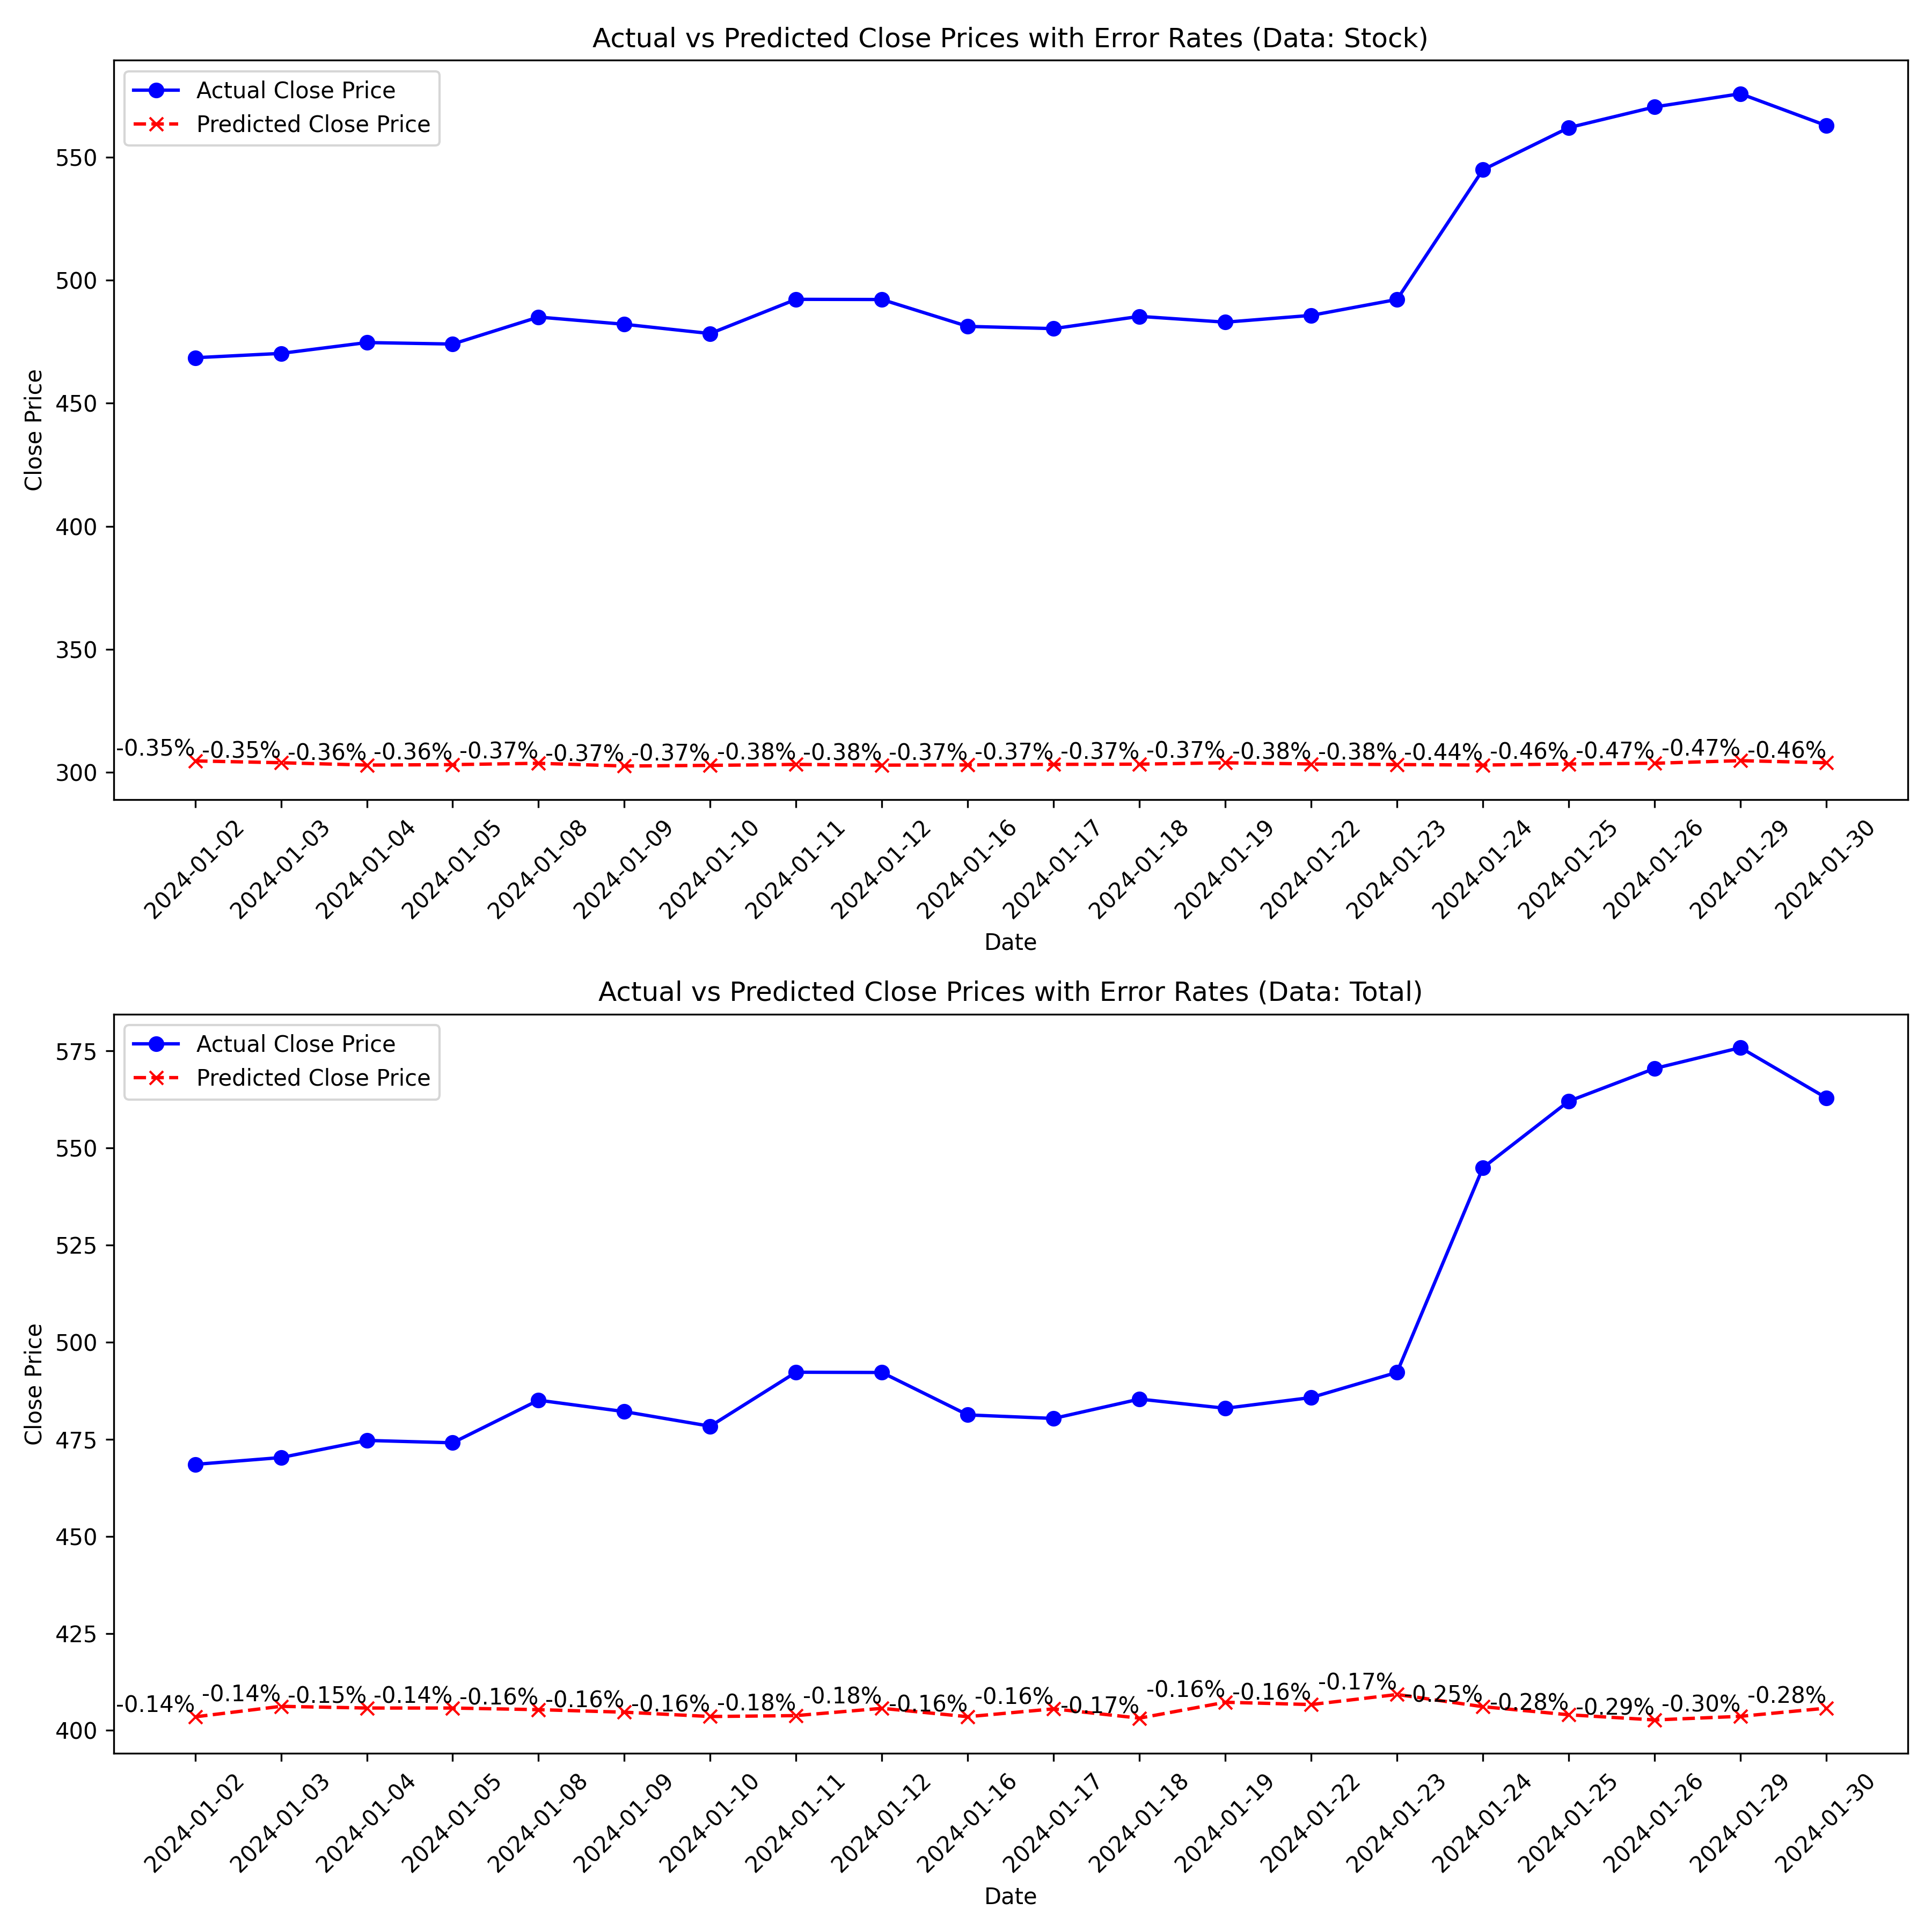 Actual vs Predicted Close Prices with Error Rates (Data: Stock)
Actual Close Price
Predicted Close Price
Close Price
550
500
450
400
350
300
-0.35% -0.35% -0.36% -0.36% -0.37% -0.37% -0.37% -0.38% -0.38% -0.37% -0.37% -0.37% -0.37% -0.38% -0.38% -0.44% -0.46% -0.47% -0.47% -0.46%
2024-01-02 2024-01-03 2024-01-04 2024-01-05 2024-01-08 2024-01-09 2024-01-10 2024-01-11 2024-01-12 2024-01-16 2024-01-17 2024-01-18 2024-01-19 2024-01-22 2024-01-23 2024-01-24 2024-01-25 2024-01-26 2024-01-29 2024-01-30
Date
Actual vs Predicted Close Prices with Error Rates (Data: Total)
Actual Close Price
Predicted Close Price
Close Price
575
550
525
500
475
450
425
400
-0.14% -0.14% -0.15% -0.14% -0.16% -0.16% -0.16% -0.18% -0.18% -0.16% -0.16% -0.17% -0.16% -0.16% -0.17% -0.25% -0.28% -0.29% -0.30% -0.28%
2024-01-02 2024-01-03 2024-01-04 2024-01-05 2024-01-08 2024-01-09 2024-01-10 2024-01-11 2024-01-12 2024-01-16 2024-01-17 2024-01-18 2024-01-19 2024-01-22 2024-01-23 2024-01-24 2024-01-25 2024-01-26 2024-01-29 2024-01-30
Date